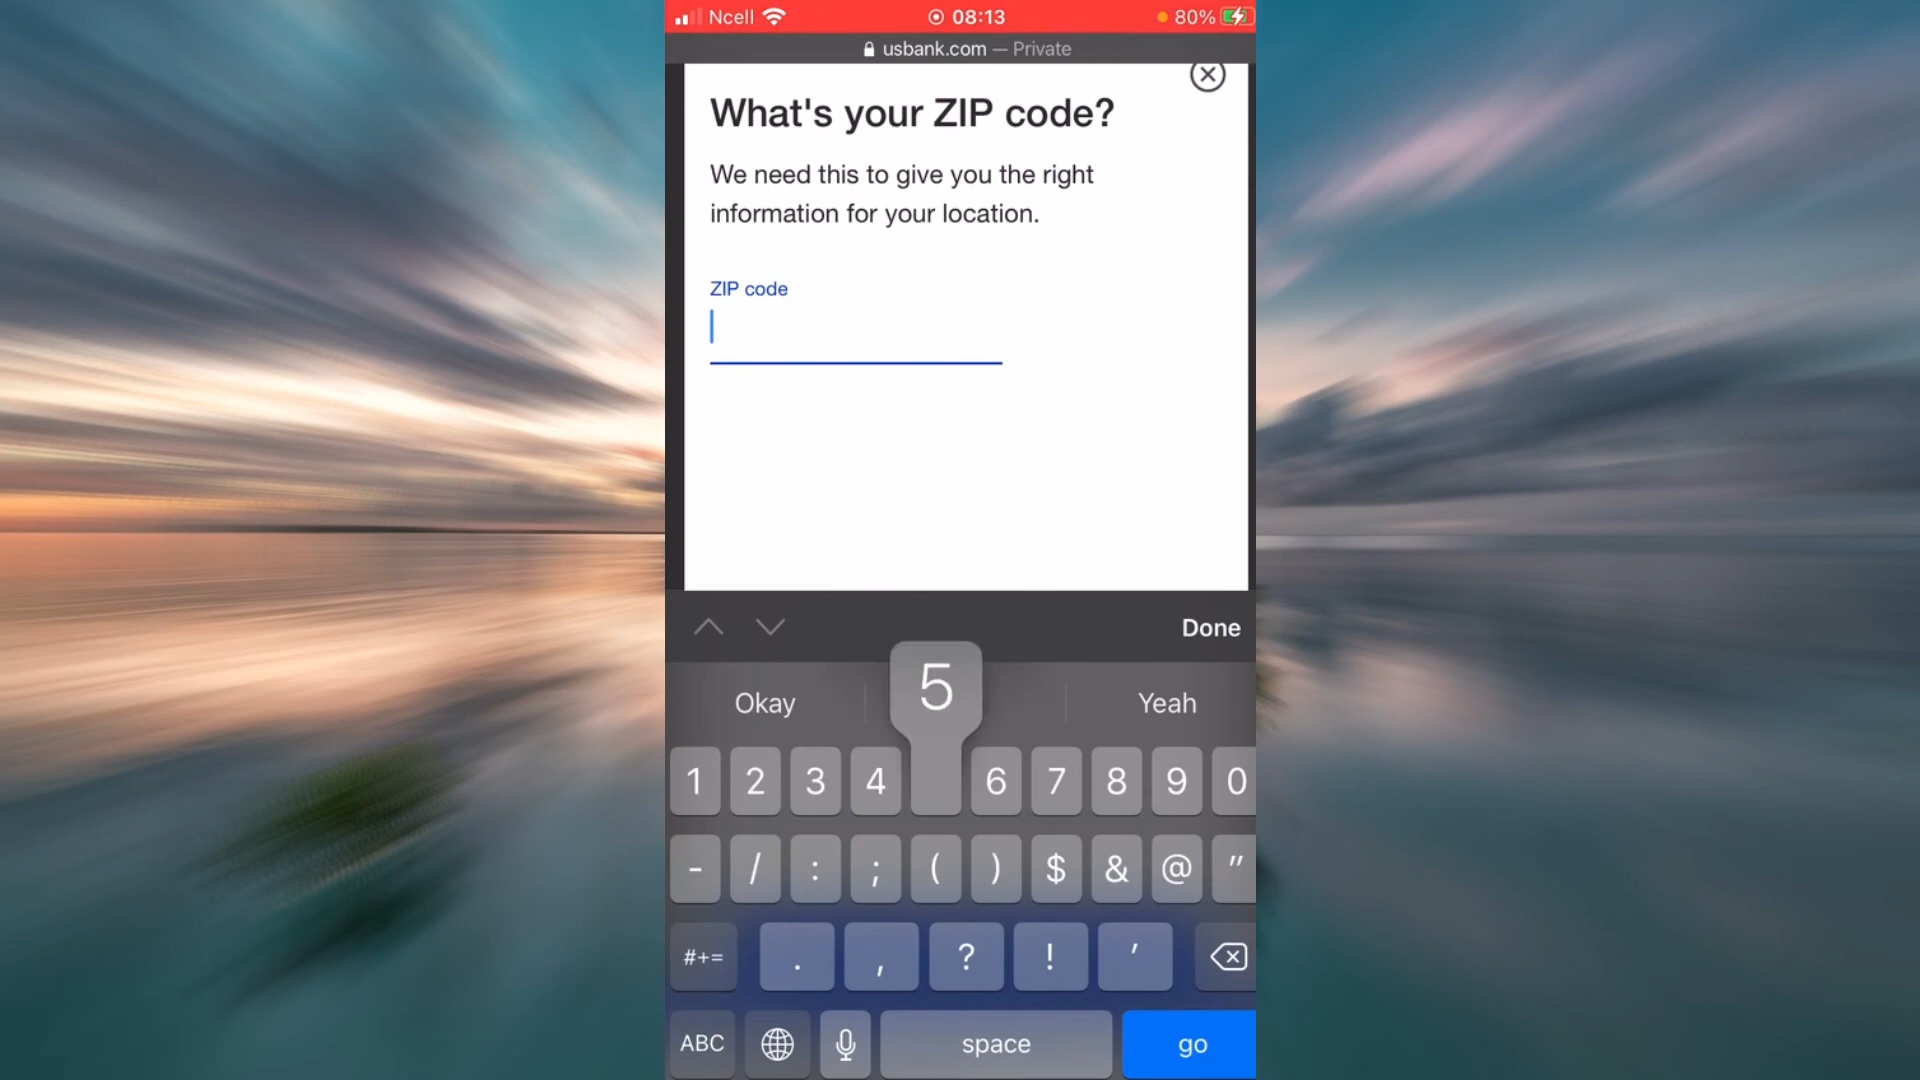 Ncell 08:13 80%
usbank.com — Private
What's your ZIP code?
We need this to give you the right
information for your location.
ZIP code
Done
Okay 5 Yeah
1 2 3 4 6 7 8 9 0
- / : ; ( ) $ & @ "
#+= . , ? ! '
ABC space go